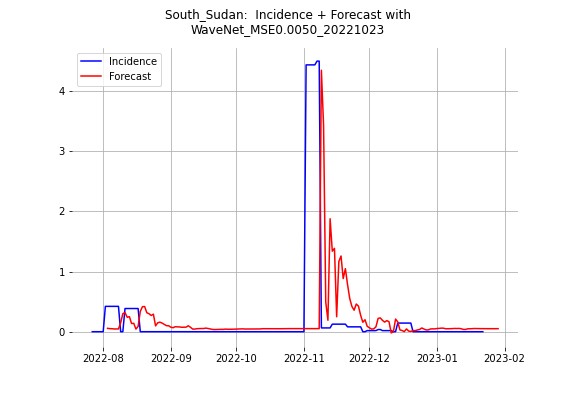 South_Sudan:  Incidence + Forecast with
WaveNet_MSE0.0050_20221023
Incidence
Forecast
4
3
2
1
0
2022-08 2022-09 2022-10 2022-11 2022-12 2023-01 2023-02